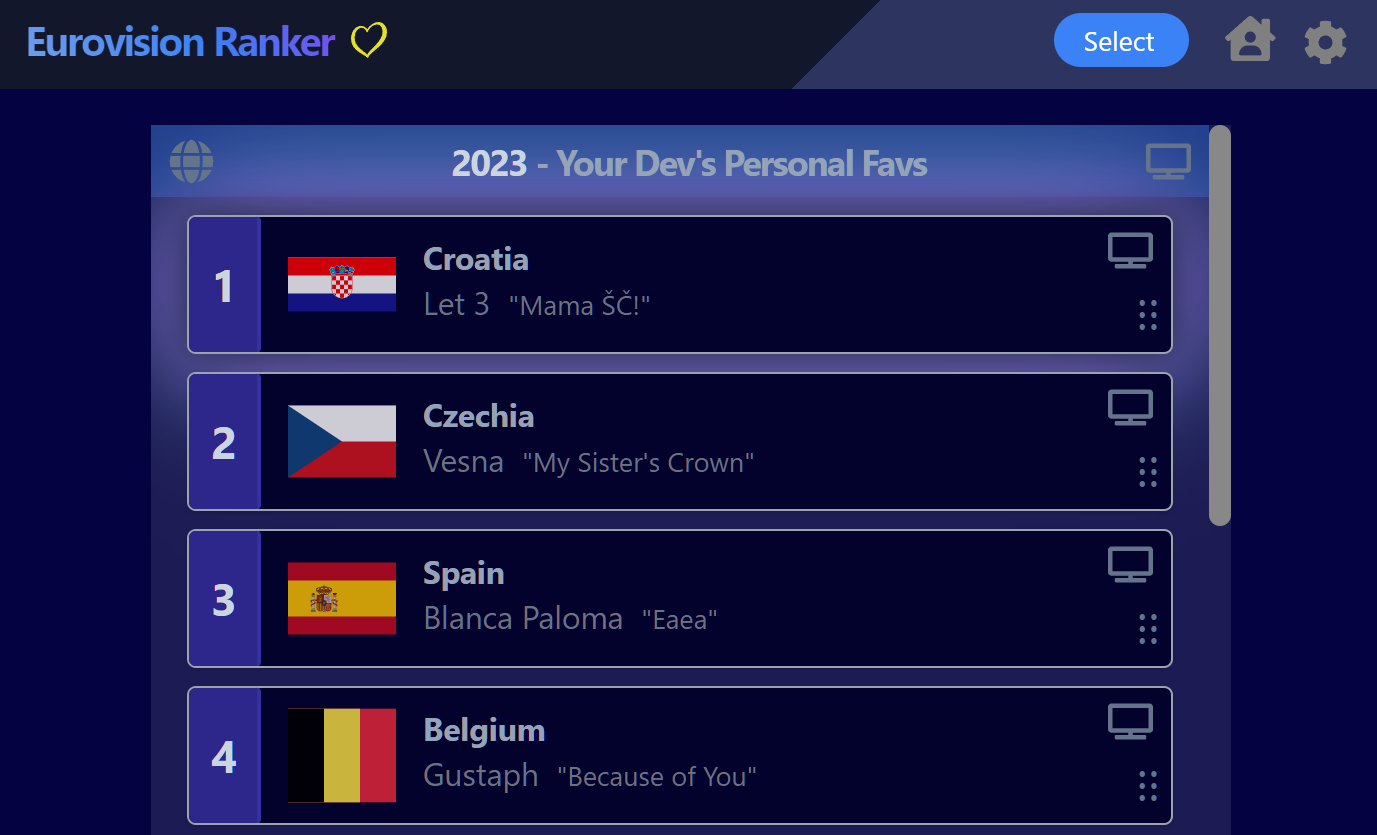 Eurovision Ranker
Select
2023 - Your Dev's Personal Favs
1
Croatia
Let 3 "Mama ŠČ!"
2
Czechia
Vesna "My Sister's Crown"
3
Spain
Blanca Paloma "Eaea"
4
Belgium
Gustaph "Because of You"